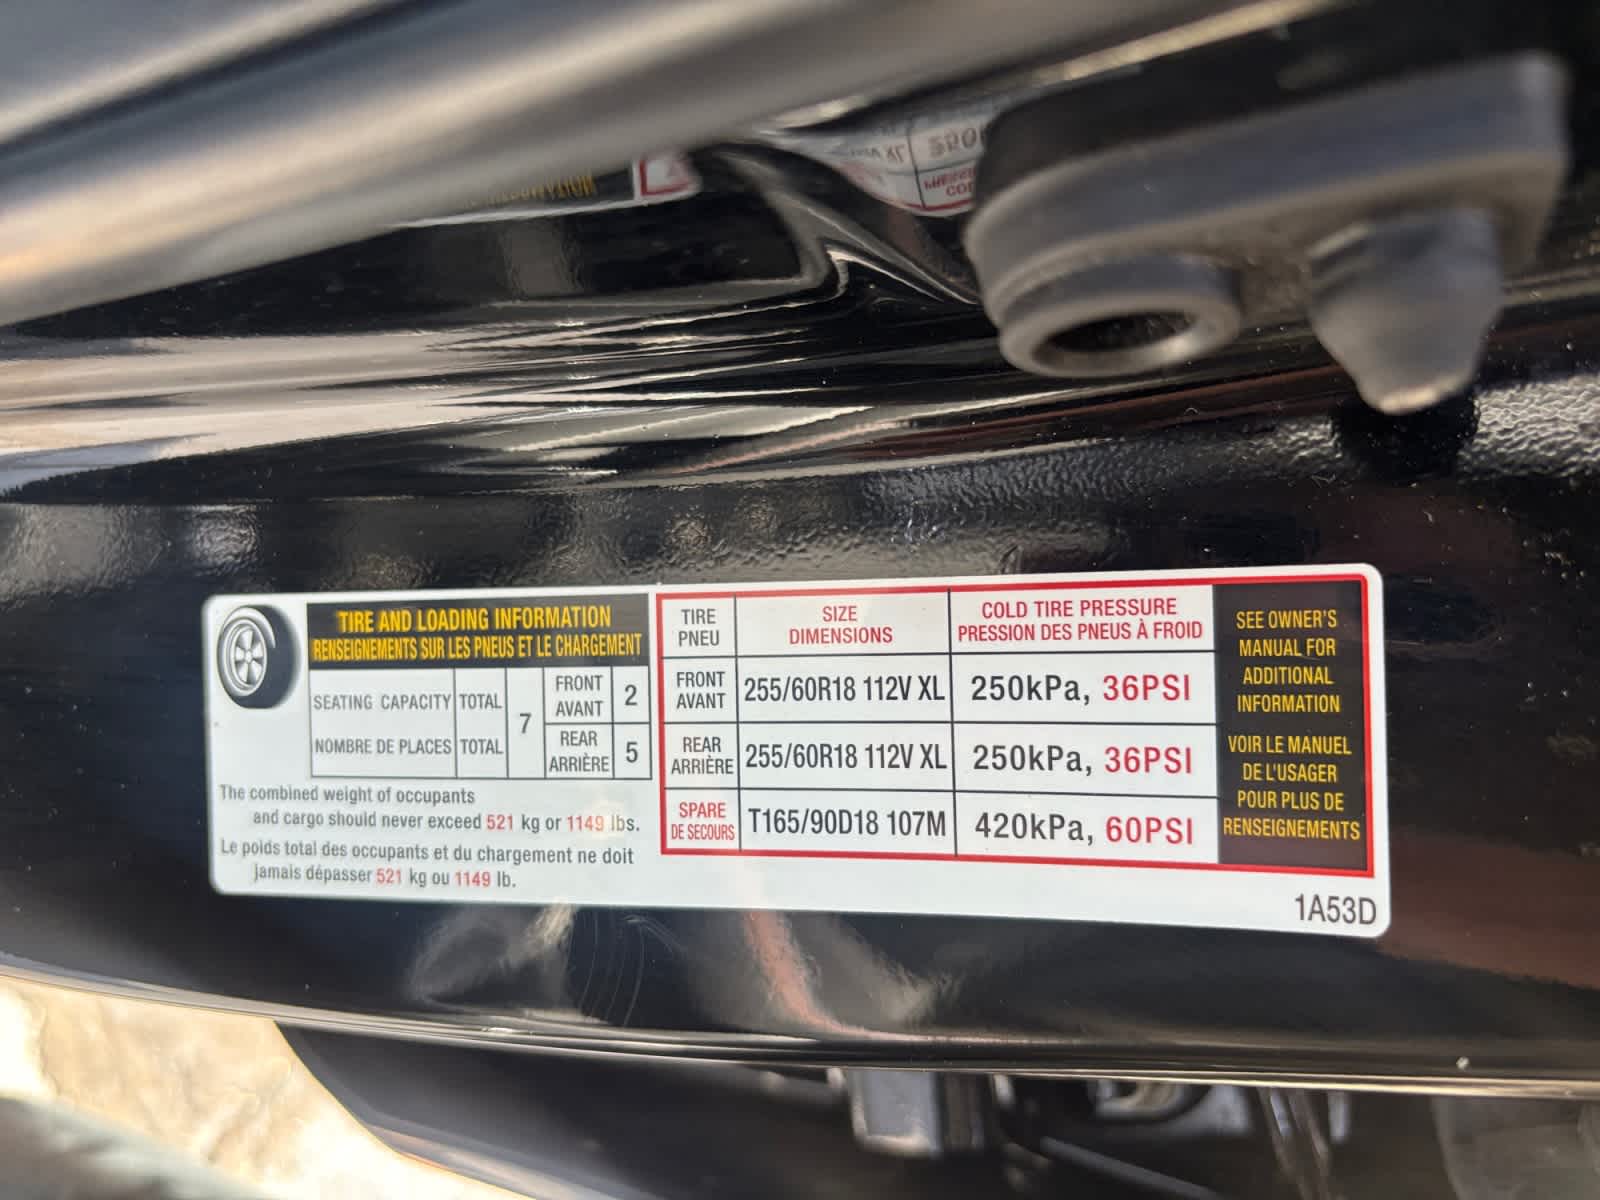 TIRE AND LOADING INFORMATION
RENSEIGNEMENTS SUR LES PNEUS ET LE CHARGEMENT
SEATING CAPACITY TOTAL
NOMBRE DE PLACES TOTAL
7
FRONT
AVANT
2
REAR
ARRIÈRE
5
The combined weight of occupants
and cargo should never exceed 521 kg or 1149 lbs.
Le poids total des occupants et du chargement ne doit
jamais dépasser 521 kg ou 1149 lb.
TIRE
PNEU
SIZE
DIMENSIONS
COLD TIRE PRESSURE
PRESSION DES PNEUS À FROID
FRONT
AVANT
255/60R18 112V XL
250kPa, 36PSI
REAR
ARRIÈRE
255/60R18 112V XL
250kPa, 36PSI
SPARE
DE SECOURS
T165/90D18 107M
420kPa, 60PSI
SEE OWNER'S
MANUAL FOR
ADDITIONAL
INFORMATION
VOIR LE MANUEL
DE L'USAGER
POUR PLUS DE
RENSEIGNEMENTS
1A53D